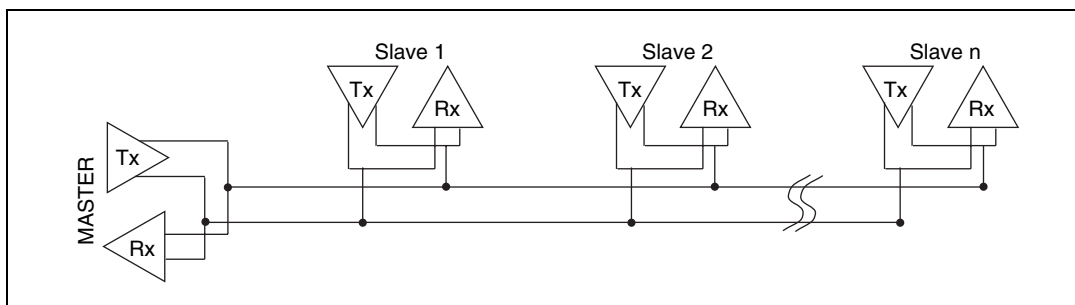 Slave 1
Slave 2
Slave n
Tx
Rx
Tx
Rx
Tx
Rx
MASTER
Tx
Rx